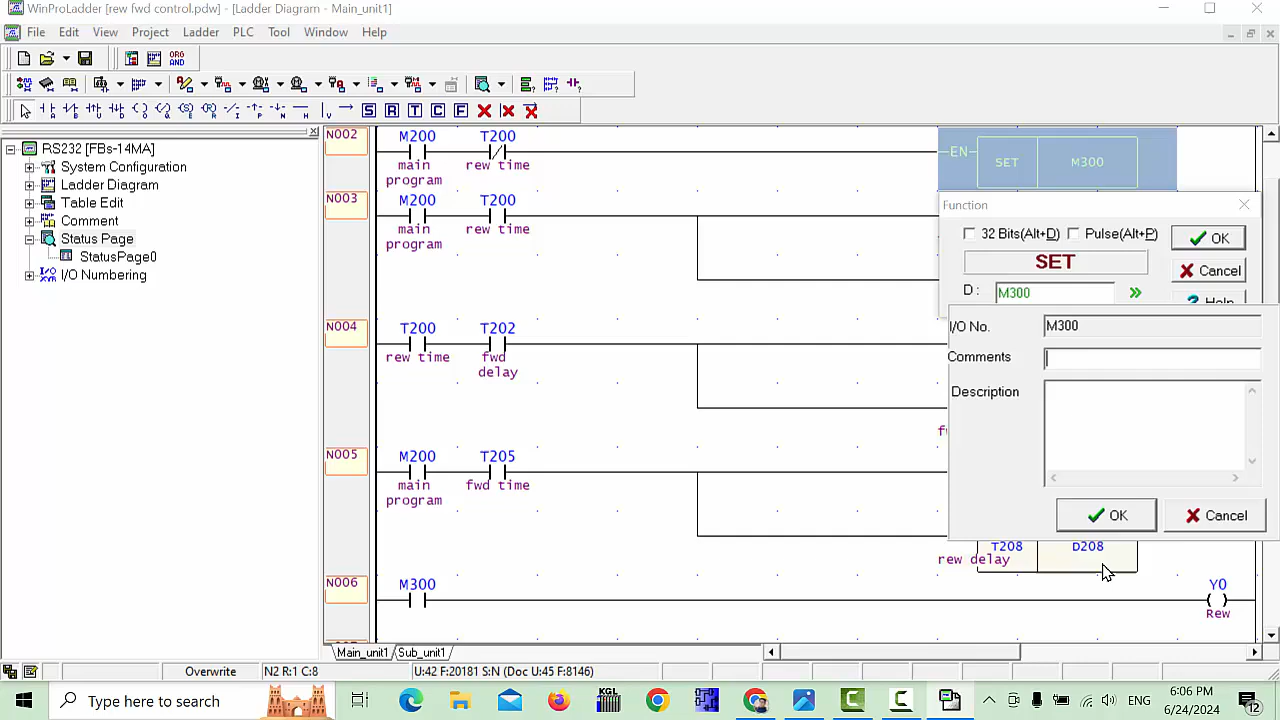 WinProLadder [rew fwd control.pdw] - [Ladder Diagram - Main_unit1]
File Edit View Project Ladder PLC Tool Window Help
ORG
AND
A B U D P N V S R T C F
RS232 [FBs-14MA]
System Configuration
Ladder Diagram
Table Edit
Comment
Status Page
StatusPage0
I/O Numbering
N002
M200 T200
main program
rew time
EN SET M300
N003
M200 T200
main program
rew time
N004
T200 T202
rew time
fwd delay
N005
M200 T205
main program
fwd time
T208 D208
rew delay
N006
M300 Y0
Rew
Function
32 Bits(Alt+D) Pulse(Alt+P) OK
SET
Cancel
D : M300
Help
I/O No. M300
Comments
Description
OK Cancel
Main_unit1 Sub_unit1
Overwrite N2 R:1 C:8 U:42 F:20181 S:N (Doc U:45 F:8146)
Type here to search
KGL
ENG
6:06 PM
6/24/2024
12